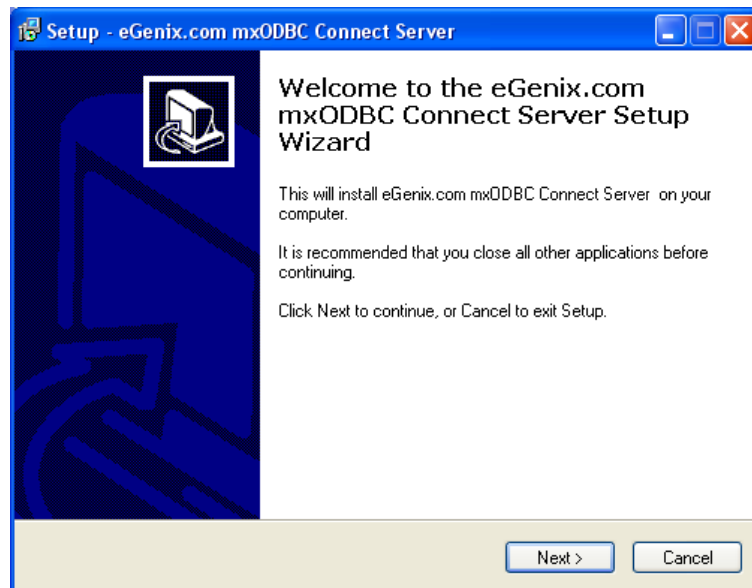 Setup - eGenix.com mxODBC Connect Server
Welcome to the eGenix.com
mxODBC Connect Server Setup
Wizard
This will install eGenix.com mxODBC Connect Server  on your
computer.
It is recommended that you close all other applications before
continuing.
Click Next to continue, or Cancel to exit Setup.
Next >
Cancel